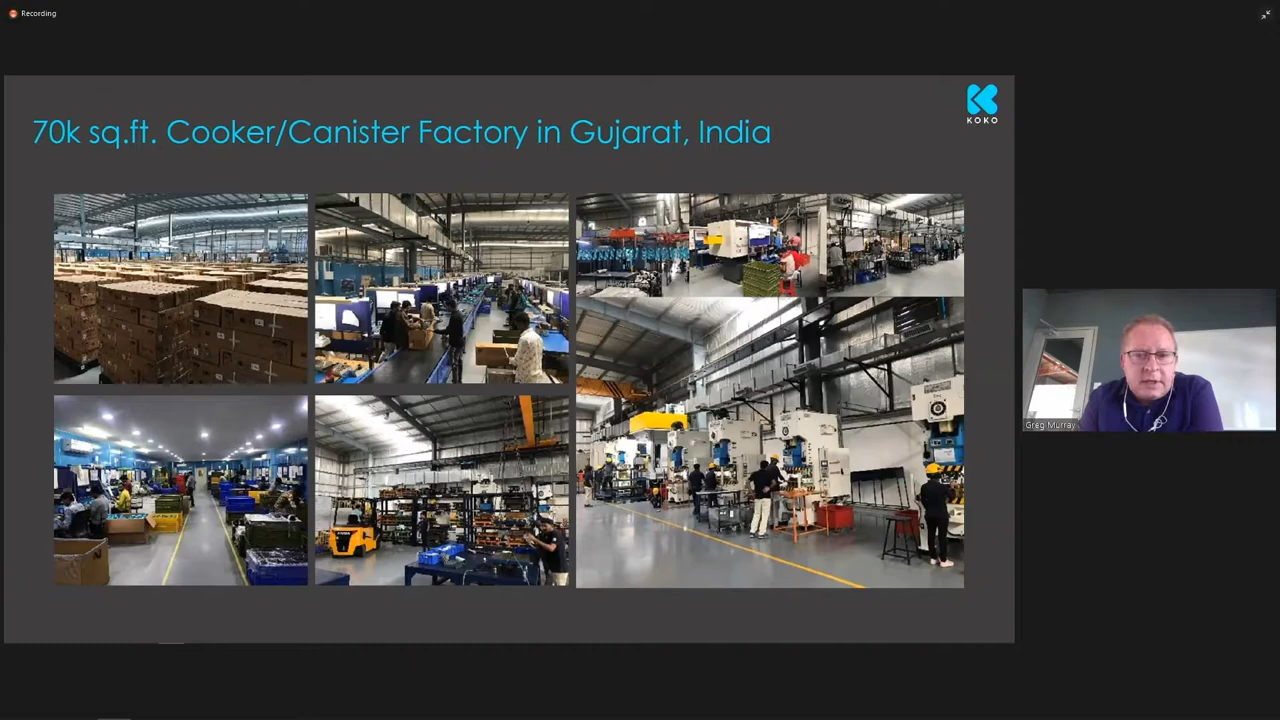 Recording
KOKO
70k sq.ft. Cooker/Canister Factory in Gujarat, India
Greg Murray